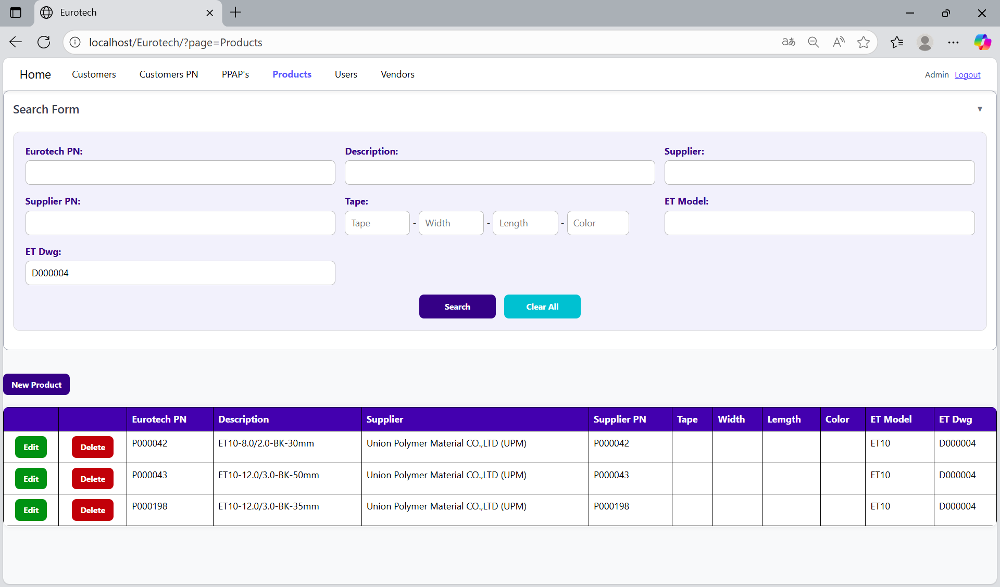 Eurotech
localhost/Eurotech/?page=Products
Home Customers Customers PN PPAP's Products Users Vendors Admin Logout
Search Form
Eurotech PN: Description: Supplier:
Supplier PN: Tape: ET Model:
Tape - Width - Length - Color
ET Dwg:
D000004
Search Clear All
New Product
Eurotech PN Description Supplier Supplier PN Tape Width Lemgth Color ET Model ET Dwg
Edit Delete P000042 ET10-8.0/2.0-BK-30mm Union Polymer Material CO.,LTD (UPM) P000042 ET10 D000004
Edit Delete P000043 ET10-12.0/3.0-BK-50mm Union Polymer Material CO.,LTD (UPM) P000043 ET10 D000004
Edit Delete P000198 ET10-12.0/3.0-BK-35mm Union Polymer Material CO.,LTD (UPM) P000198 ET10 D000004